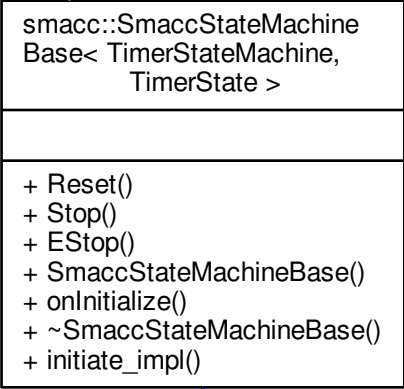 smacc::SmaccStateMachine
Base< TimerStateMachine,
TimerState >
+ Reset()
+ Stop()
+ EStop()
+ SmaccStateMachineBase()
+ onInitialize()
+ ~SmaccStateMachineBase()
+ initiate_impl()